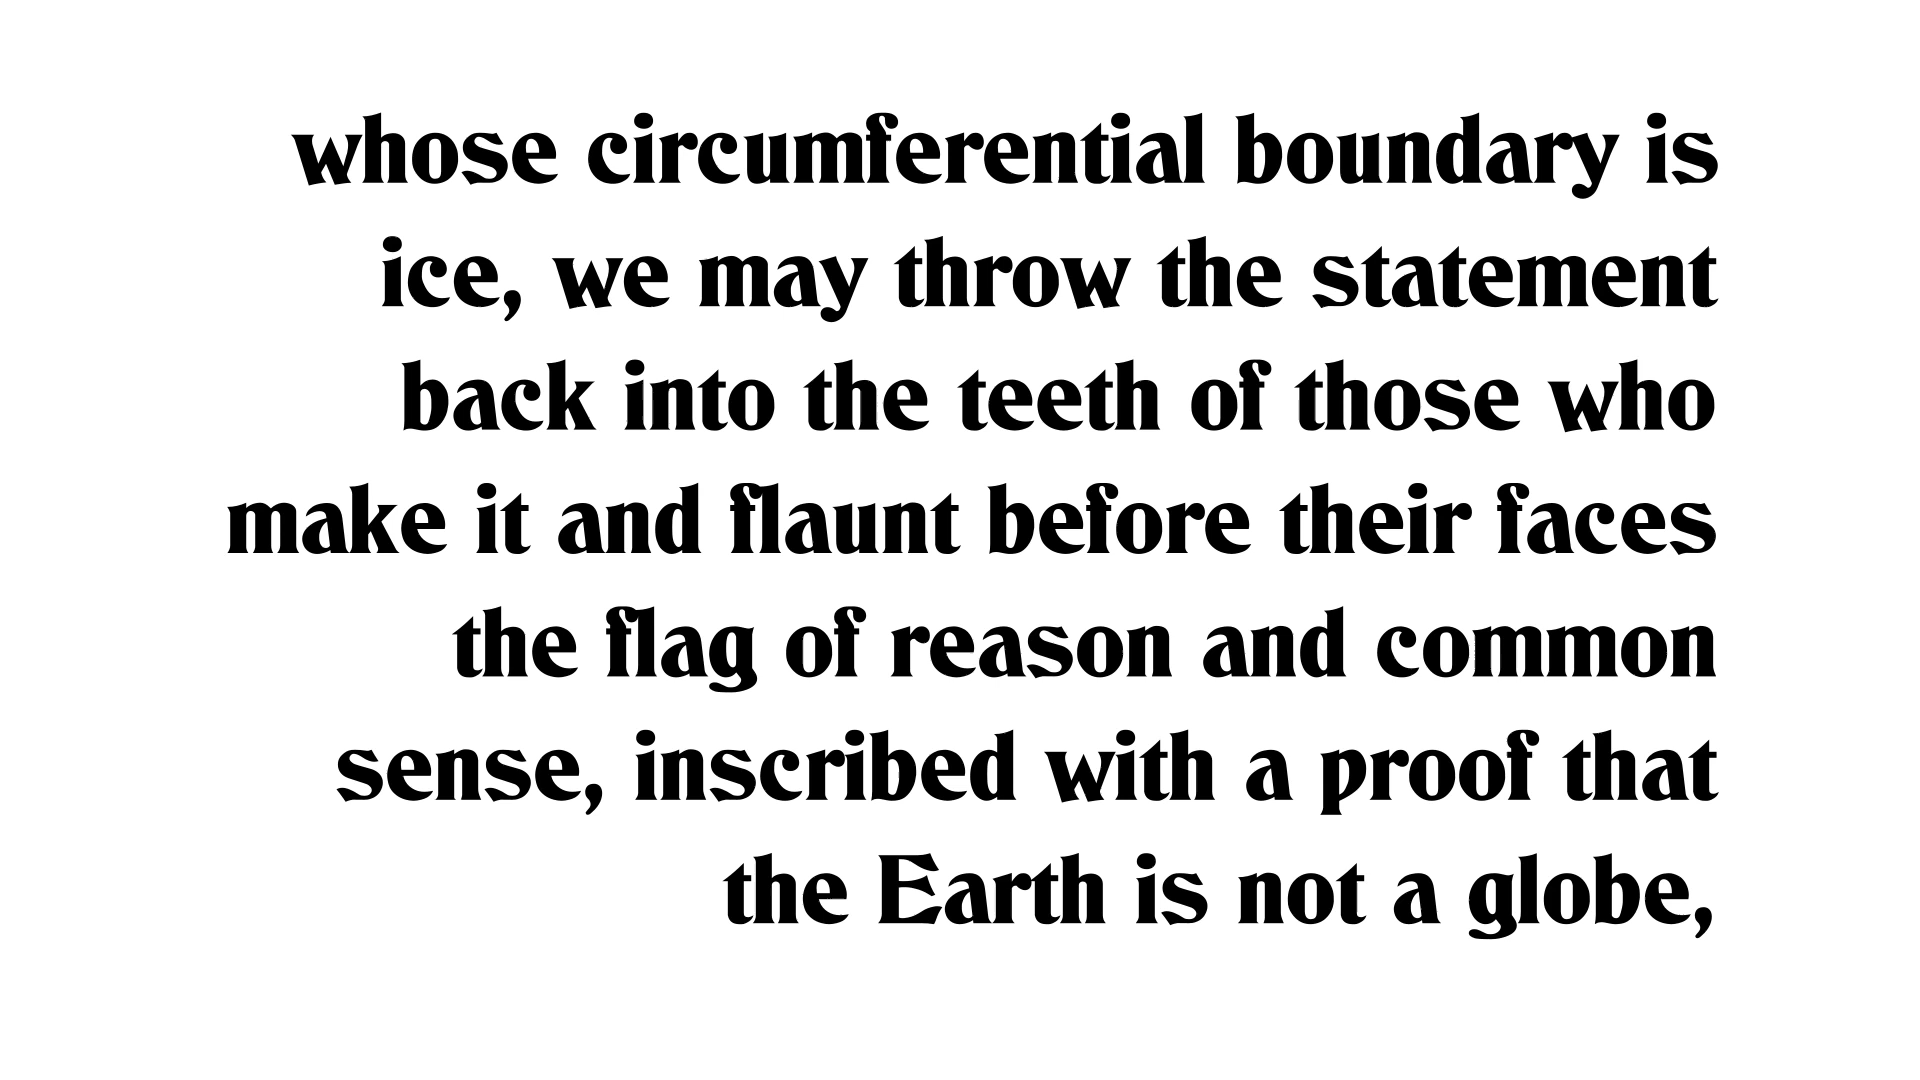 whose circumferential boundary is
ice, we may throw the statement
back into the teeth of those who
make it and flaunt before their faces
the flag of reason and common
sense, inscribed with a proof that
the Earth is not a globe,